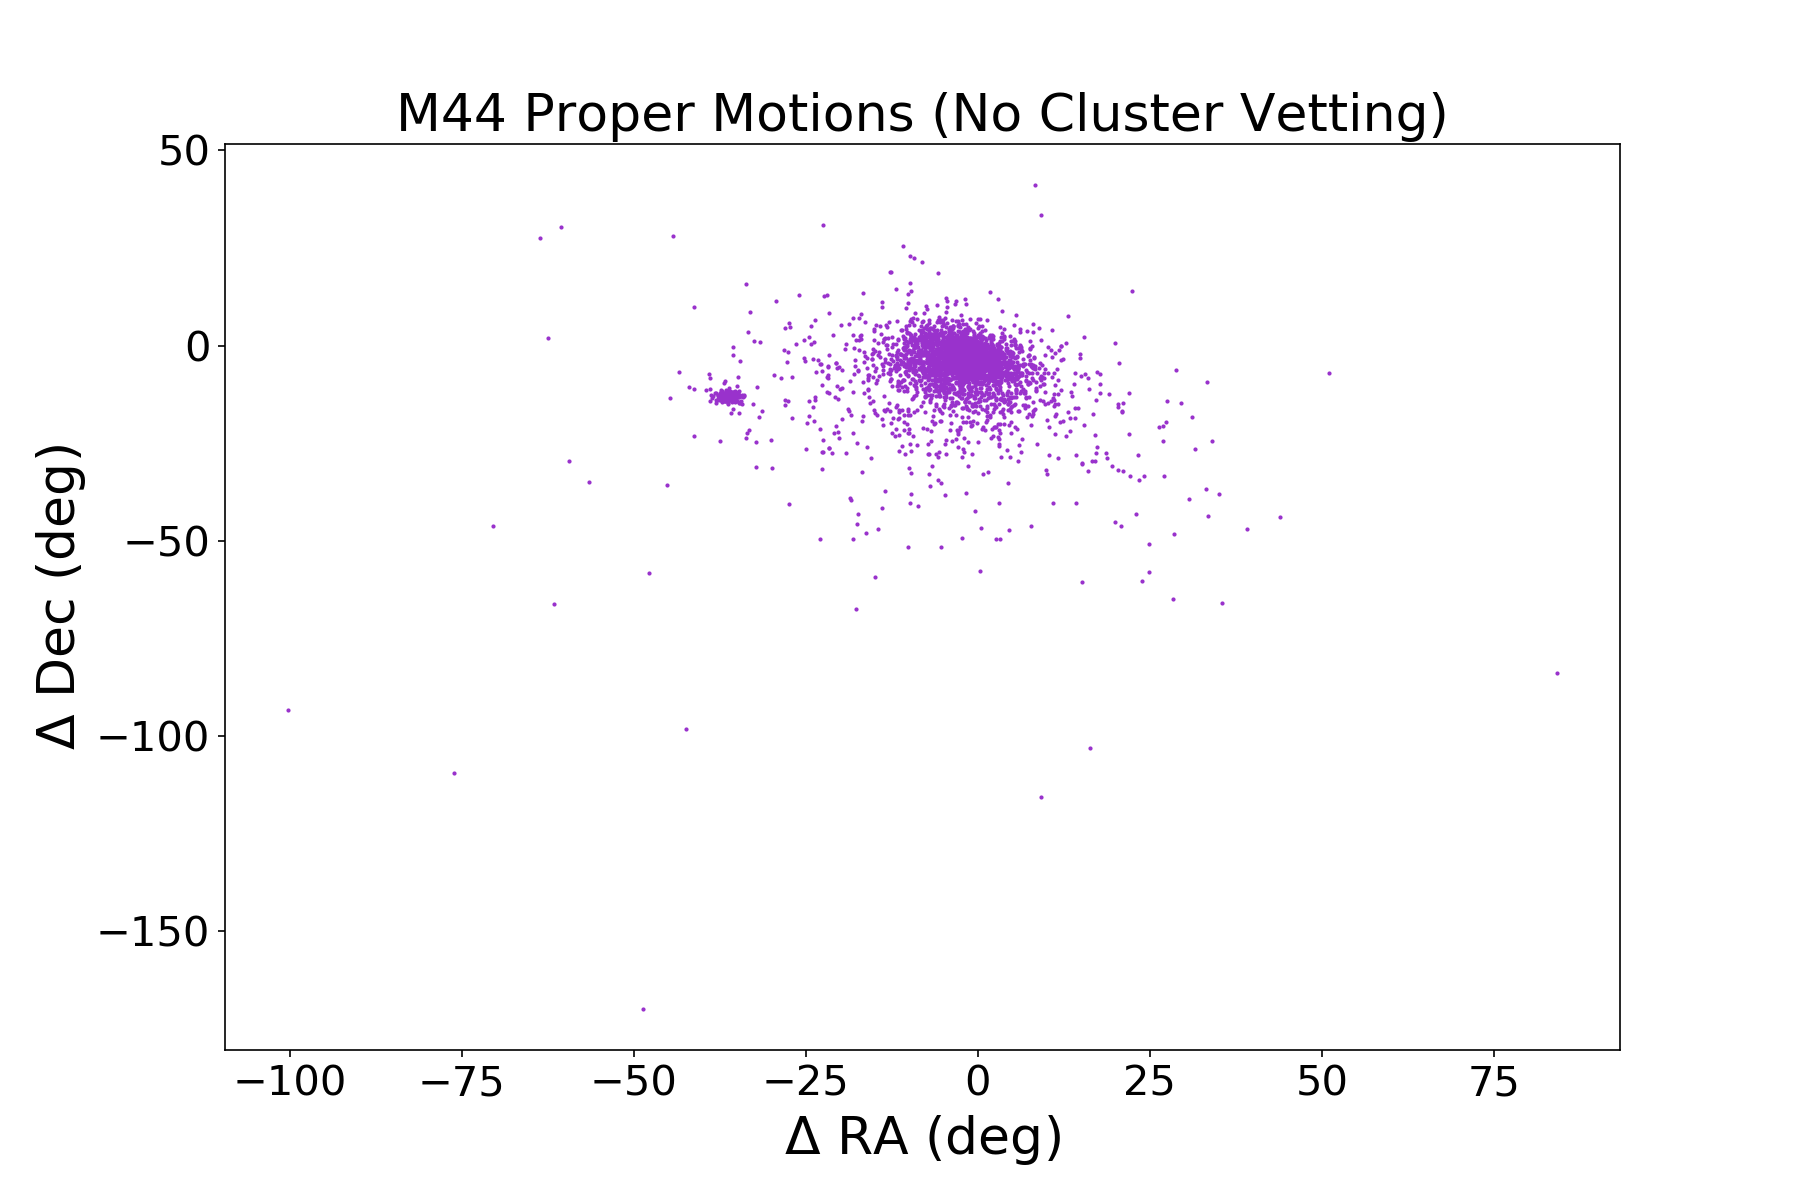 M44 Proper Motions (No Cluster Vetting)
50
0
−50
−100
−150
Δ Dec (deg)
−100 −75 −50 −25 0 25 50 75
Δ RA (deg)